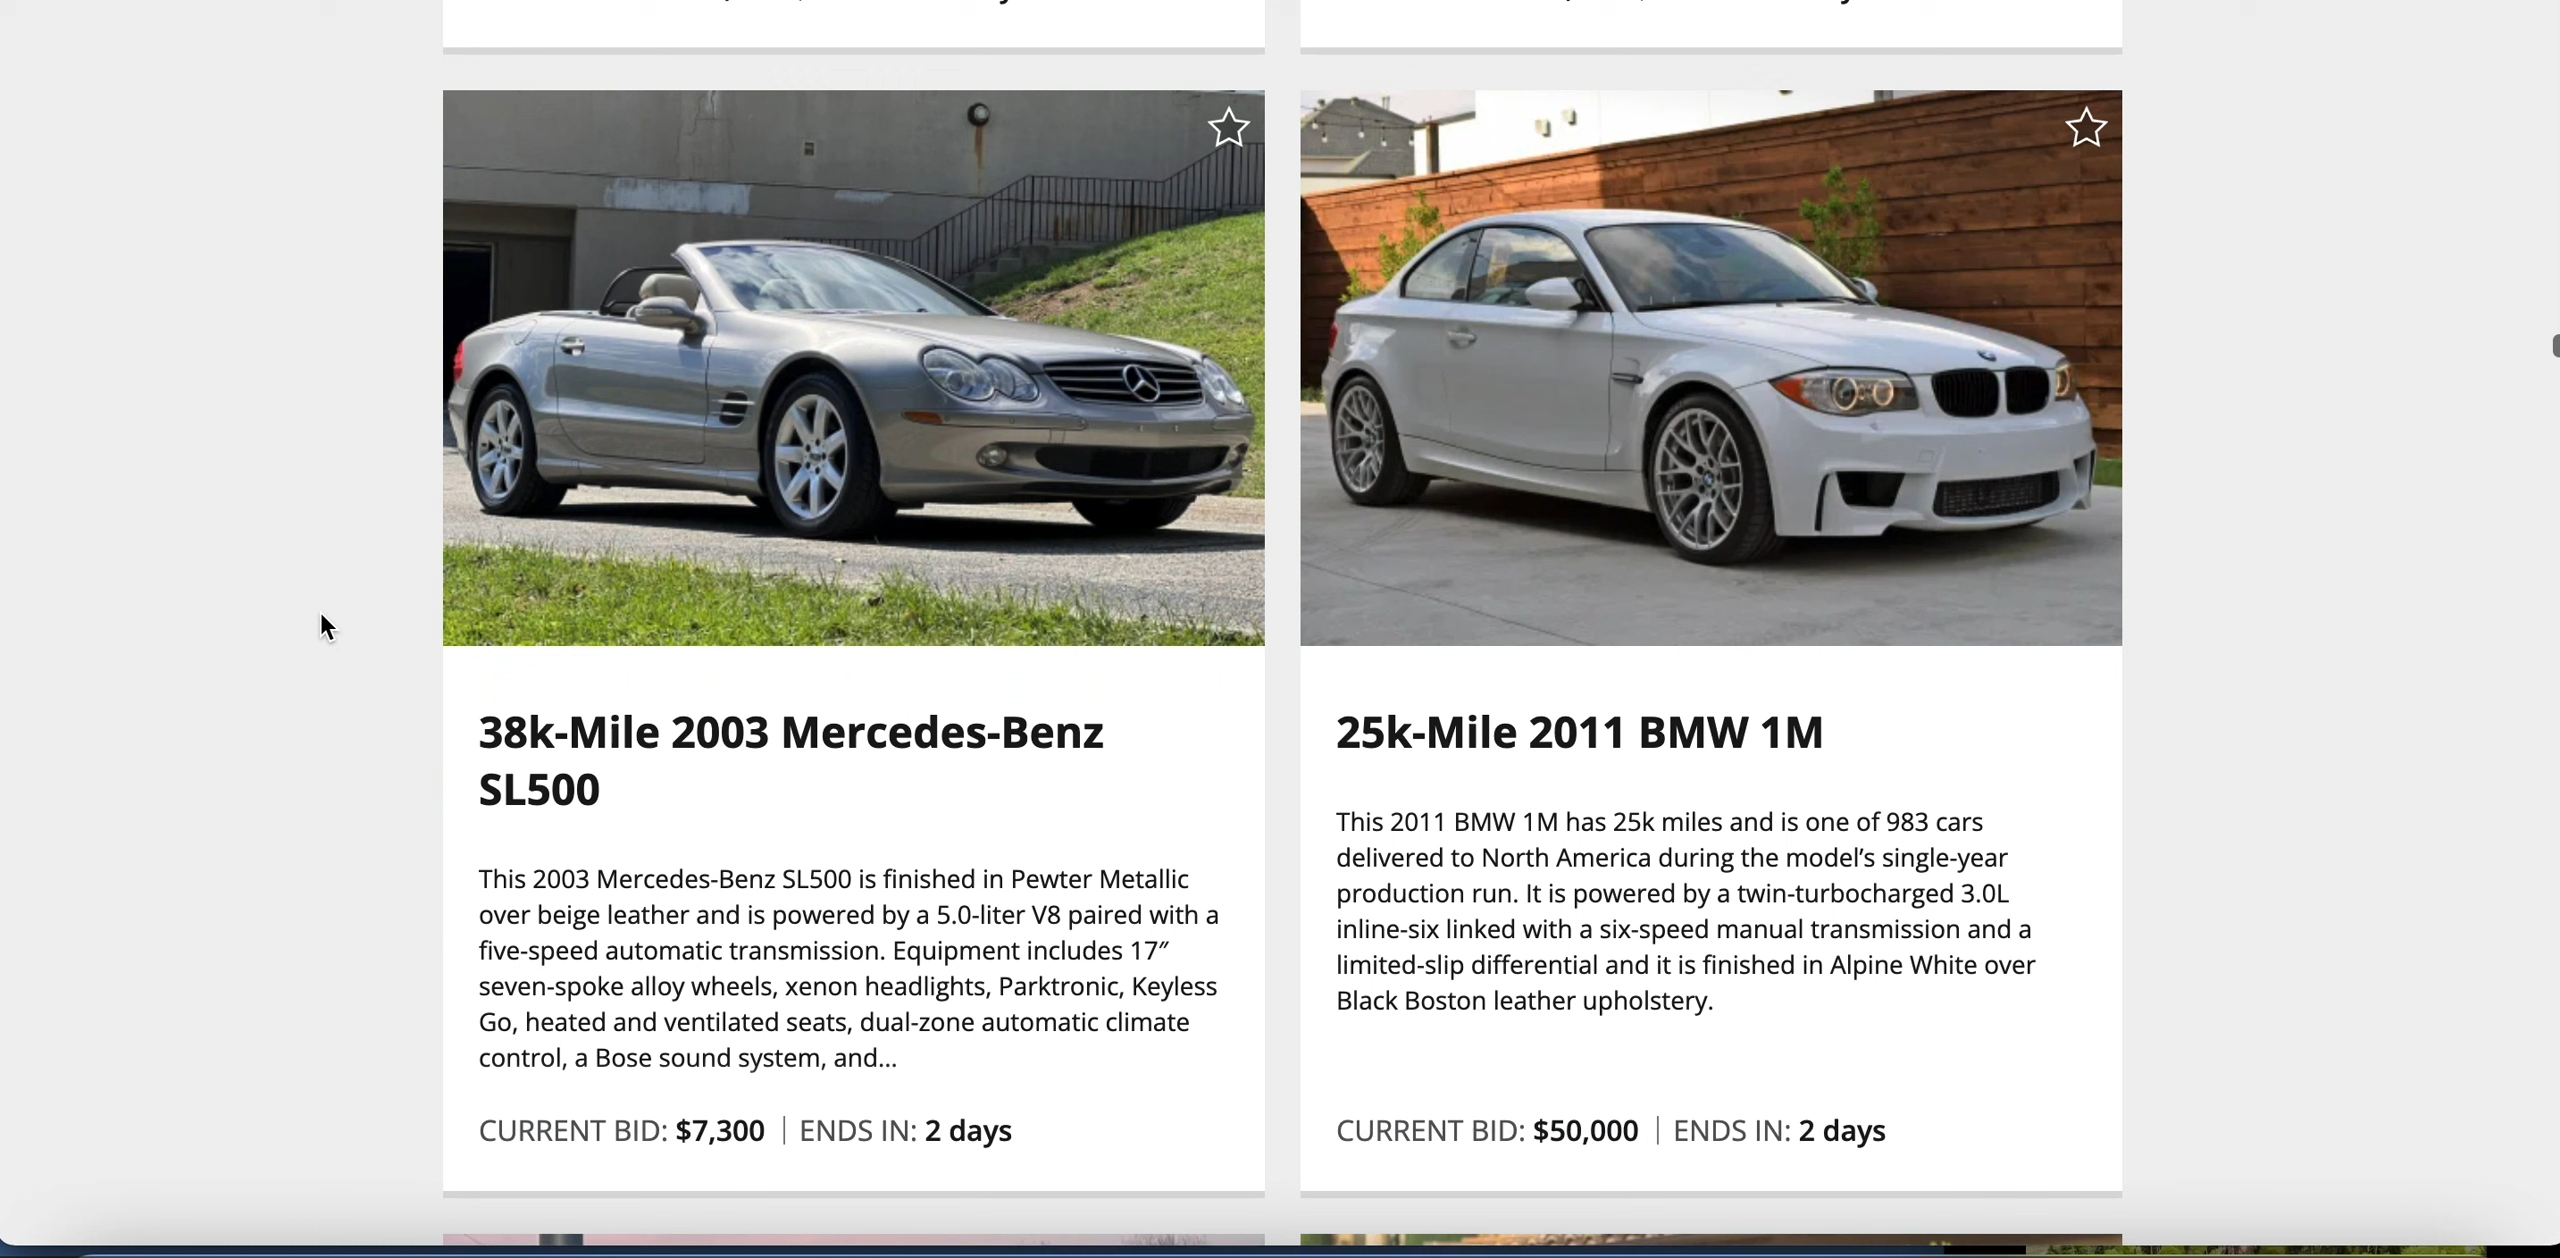 38k-Mile 2003 Mercedes-Benz
SL500
This 2003 Mercedes-Benz SL500 is finished in Pewter Metallic
over beige leather and is powered by a 5.0-liter V8 paired with a
five-speed automatic transmission. Equipment includes 17″
seven-spoke alloy wheels, xenon headlights, Parktronic, Keyless
Go, heated and ventilated seats, dual-zone automatic climate
control, a Bose sound system, and...
CURRENT BID: $7,300 | ENDS IN: 2 days
25k-Mile 2011 BMW 1M
This 2011 BMW 1M has 25k miles and is one of 983 cars
delivered to North America during the model’s single-year
production run. It is powered by a twin-turbocharged 3.0L
inline-six linked with a six-speed manual transmission and a
limited-slip differential and it is finished in Alpine White over
Black Boston leather upholstery.
CURRENT BID: $50,000 | ENDS IN: 2 days